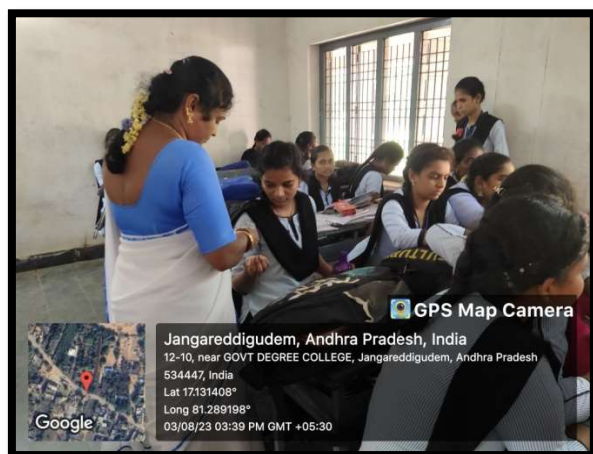 GPS Map Camera
Jangareddigudem, Andhra Pradesh, India
12-10, near GOVT DEGREE COLLEGE, Jangareddigudem, Andhra Pradesh
534447, India
Lat 17.131408°
Long 81.289198°
03/08/23 03:39 PM GMT +05:30
Google